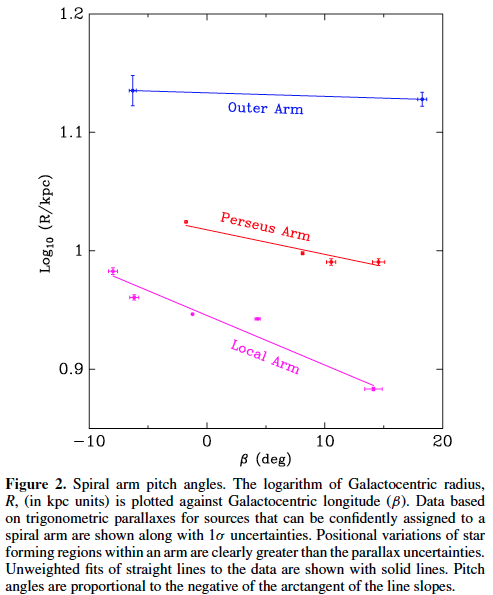 1.2
1.1
1
0.9
Log₁₀ (R/kpc)
Outer Arm
Perseus Arm
Local Arm
−10
0
10
20
β (deg)
Figure 2. Spiral arm pitch angles. The logarithm of Galactocentric radius,
R, (in kpc units) is plotted against Galactocentric longitude (β). Data based
on trigonometric parallaxes for sources that can be confidently assigned to a
spiral arm are shown along with 1σ uncertainties. Positional variations of star
forming regions within an arm are clearly greater than the parallax uncertainties.
Unweighted fits of straight lines to the data are shown with solid lines. Pitch
angles are proportional to the negative of the arctangent of the line slopes.